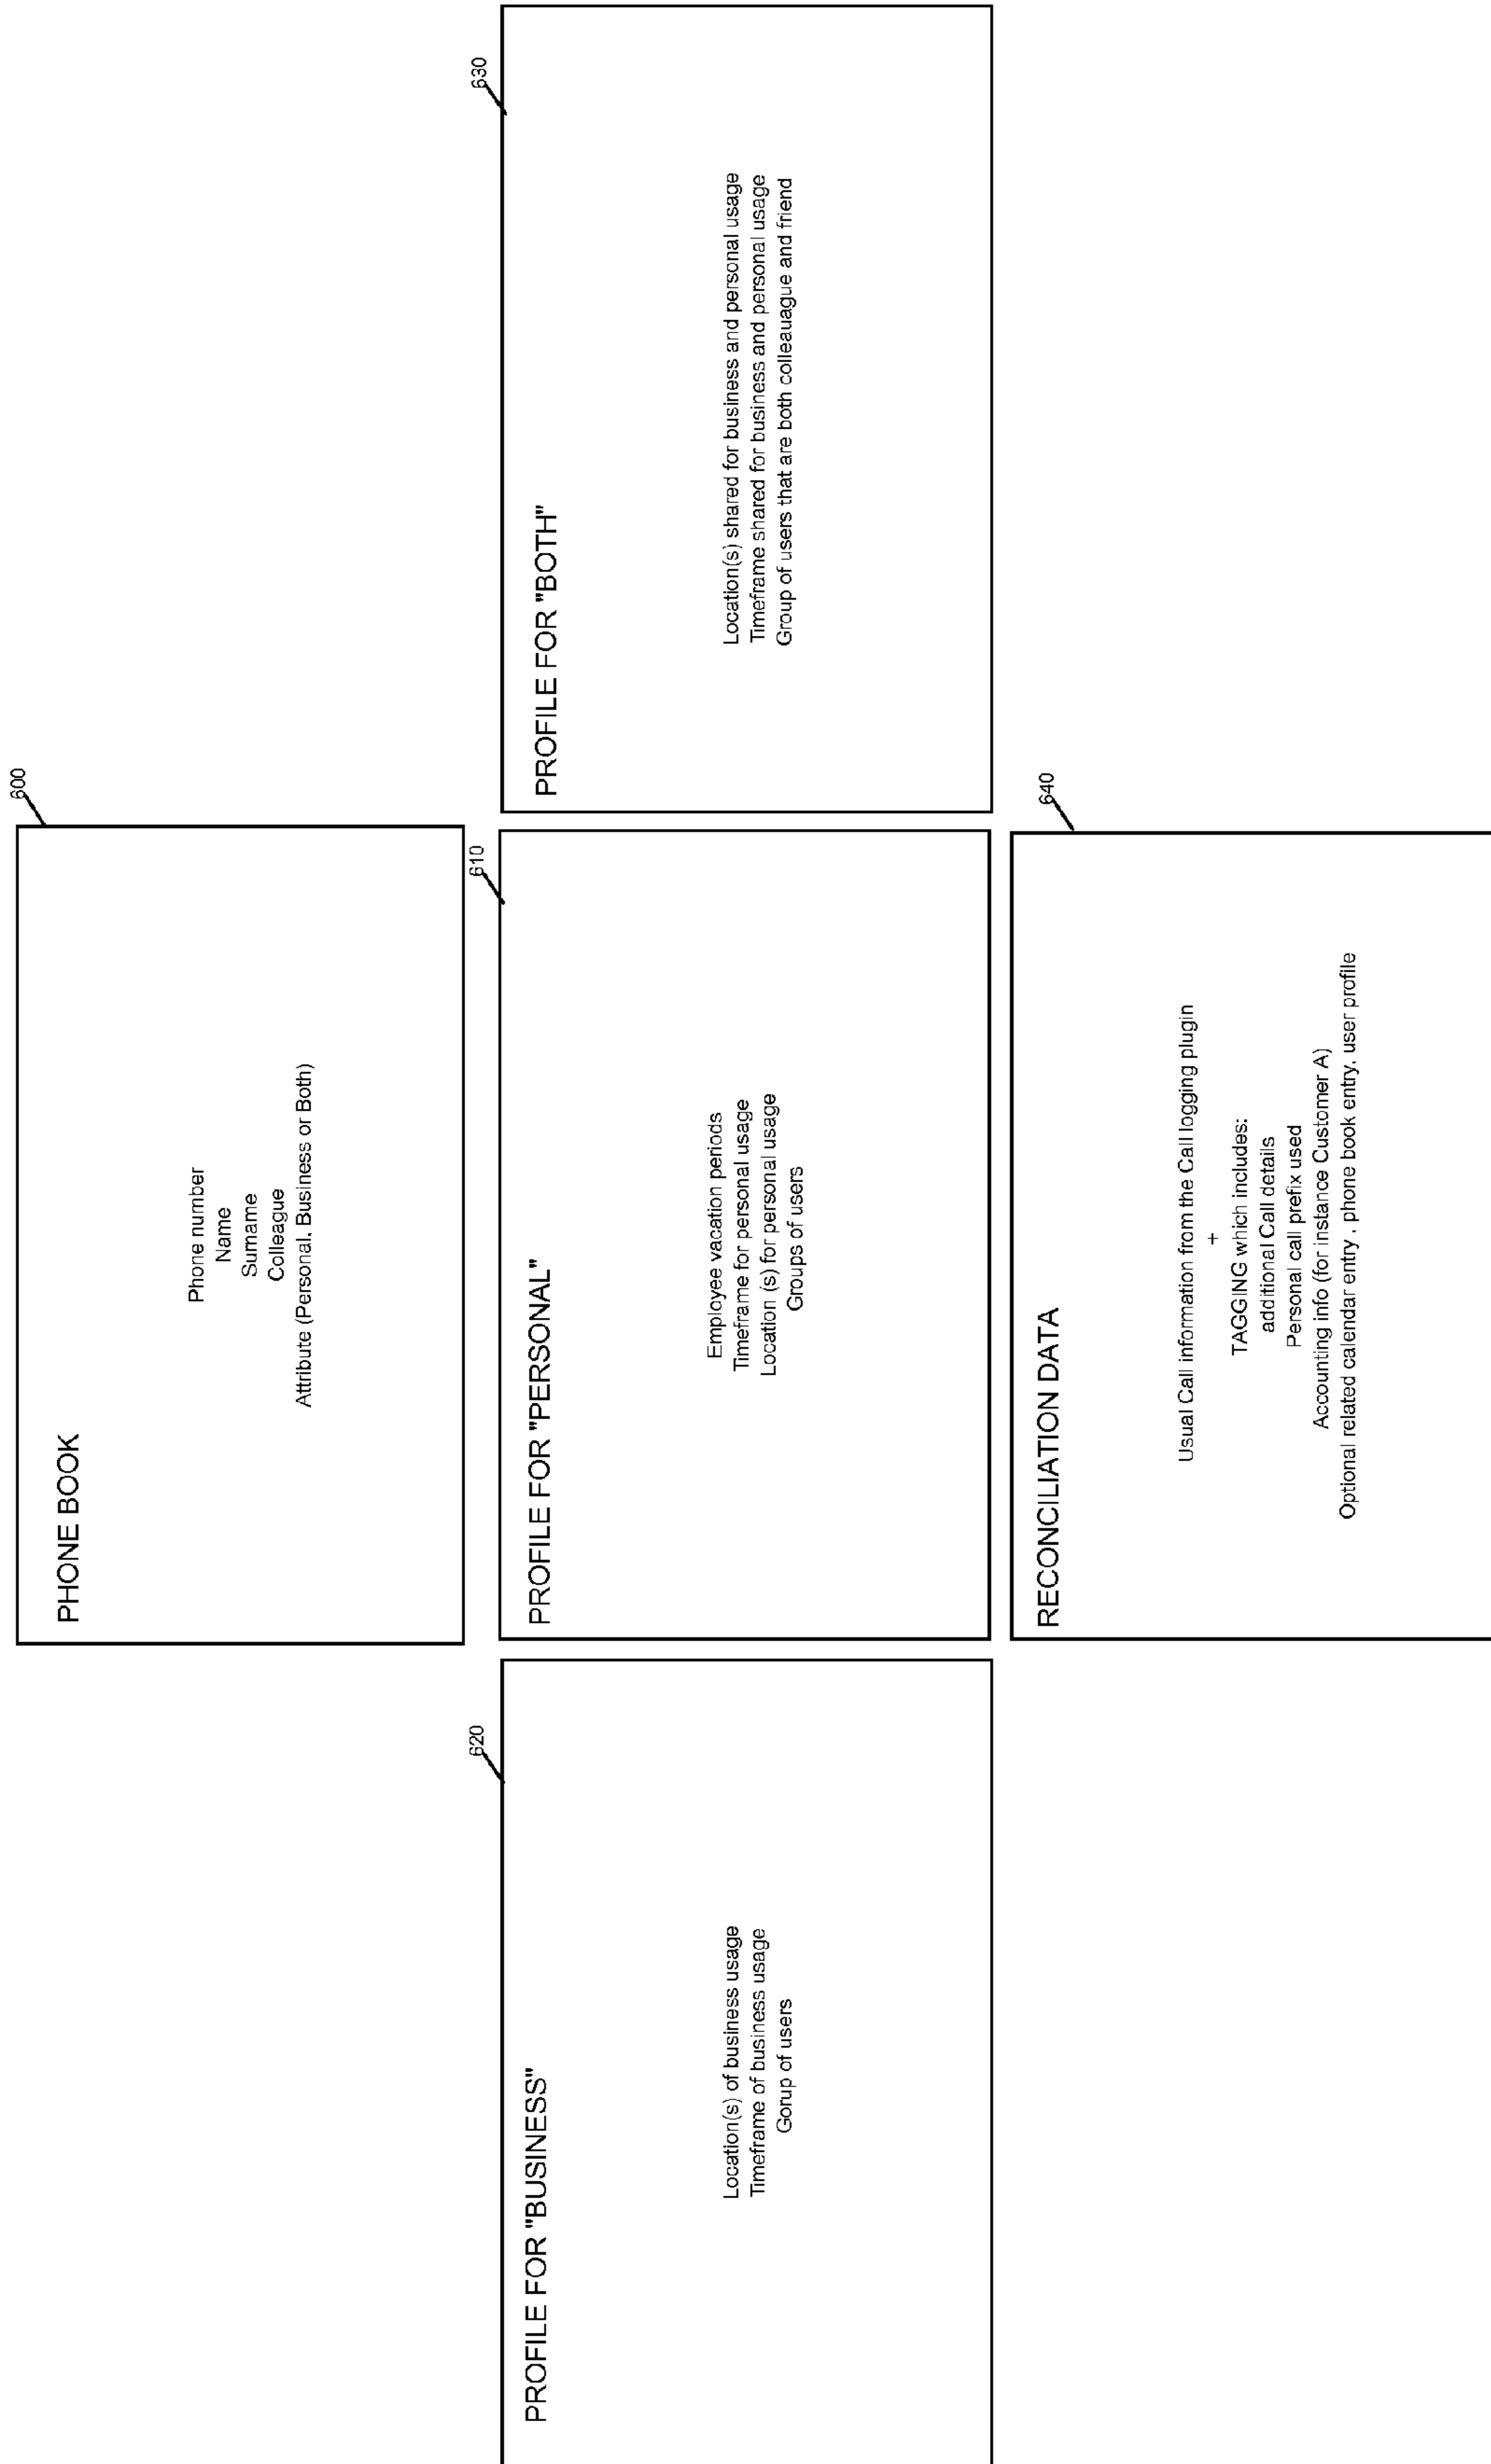 600
PHONE BOOK
Phone number
Name
Surname
Colleague
Attribute (Personal, Business or Both)
620
PROFILE FOR "BUSINESS"
Location(s) of business usage
Timeframe of business usage
Gorup of users
610
PROFILE FOR "PERSONAL"
Employee vacation periods
Timeframe for personal usage
Location (s) for personal usage
Groups of users
630
PROFILE FOR "BOTH"
Location(s) shared for business and personal usage
Timeframe shared for business and personal usage
Group of users that are both colleauague and friend
640
RECONCILIATION DATA
Usual Call information from the Call logging plugin
+
TAGGING which includes:
additional Call details
Personal call prefix used
Accounting info (for instance Customer A)
Optional related calendar entry , phone book entry, user profile